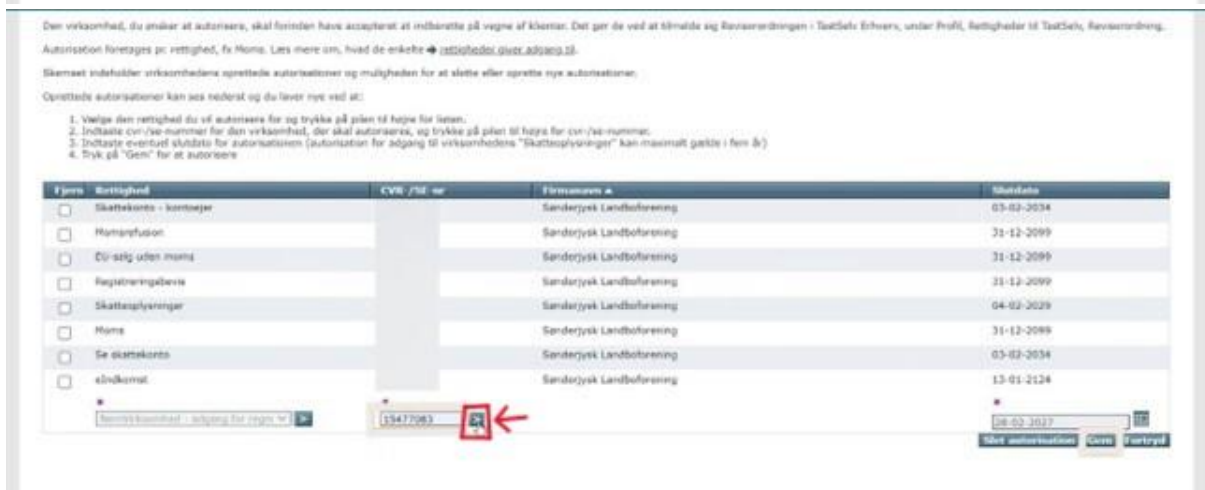 Den virksomhed, du ønsker at autorisere, skal forinden have accepteret at indberette på vegne af klienter. Det gør de ved at tilmelde sig Revisorordningen i TastSelv Erhverv, under Profil, Rettigheder til TastSelv, Revisorordning.
Autorisation foretages pr. rettighed, fx Moms. Læs mere om, hvad de enkelte rettigheder giver adgang til.
Skemaet indeholder virksomhedens oprettede autorisationer og muligheden for at slette eller oprette nye autorisationer.
Oprettede autorisationer kan ses nederst og du laver nye ved at:
1. Vælge den rettighed du vil autorisere for og trykke på pilen til højre for listen.
2. Indtaste cvr-/se-nummer for den virksomhed, der skal autoriseres, og trykke på pilen til højre for cvr-/se-nummer.
3. Indtaste eventuel slutdato for autorisationen (autorisation for adgang til virksomhedens "Skatteoplysninger" kan maximalt gælde i fem år)
4. Tryk på "Gem" for at autorisere
Fjern Rettighed CVR-/SE-nr Firmanavn Slutdato
Skattekonto - kontoejer Sønderjysk Landboforening 03-02-2034
Momsrefusion Sønderjysk Landboforening 31-12-2099
EU-salg uden moms Sønderjysk Landboforening 31-12-2099
Registreringsbevis Sønderjysk Landboforening 31-12-2099
Skatteoplysninger Sønderjysk Landboforening 04-02-2029
Moms Sønderjysk Landboforening 31-12-2099
Se skattekonto Sønderjysk Landboforening 03-02-2034
eIndkomst Sønderjysk Landboforening 13-01-2124
- adgang for 15477083 28-02-2027
Slet autorisation Gem Fortryd